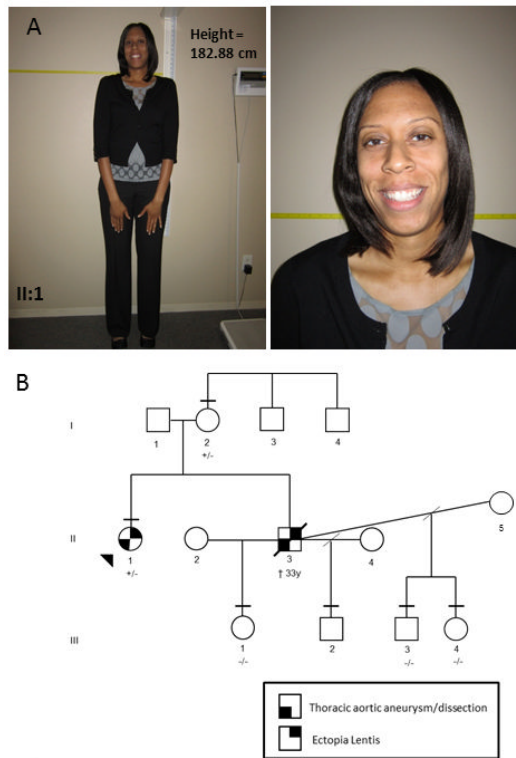 A
Height =
182.88 cm
II:1
B
I
1
2
+/-
3
4
II
1
+/-
2
3
† 33y
4
5
III
1
-/-
2
3
-/-
4
-/-
Thoracic aortic aneurysm/dissection
Ectopia Lentis